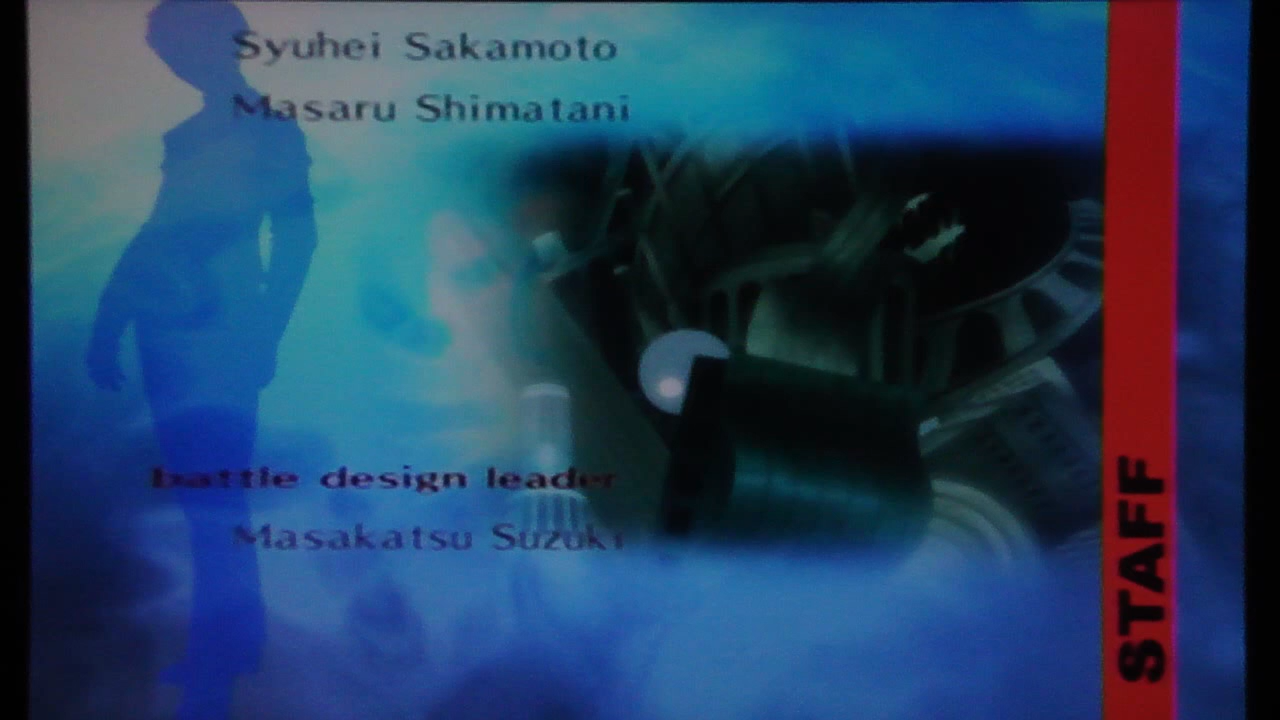 Syuhei Sakamoto
Masaru Shimatani
battle design leader
Masakatsu Suzuki
STAFF